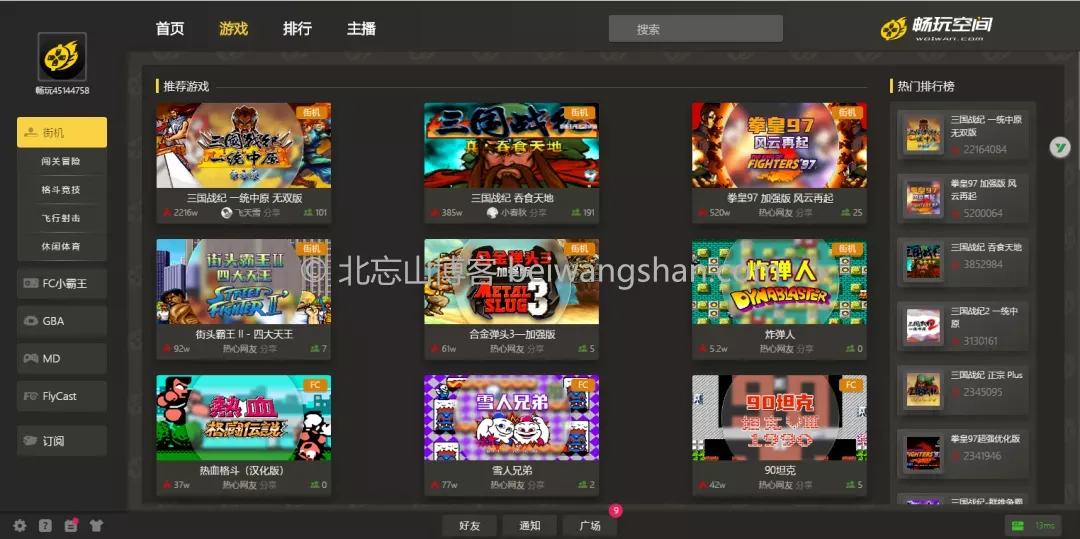 首页
游戏
排行
主播
搜索
畅玩空间
woiwan.com
畅玩45144758
街机
闯关冒险
格斗竞技
飞行射击
休闲体育
FC小霸王
GBA
MD
FlyCast
订阅
推荐游戏
街机
三国战纪
一统中原
无双版
三国战纪 一统中原 无双版
2216w
飞天雪 分享
101
街机
三国战纪
真·吞食天地
三国战纪 吞食天地
385w
小春秋 分享
191
街机
拳皇97
风云再起
FIGHTERS'97
拳皇97 加强版 风云再起
520w
热心网友 分享
25
街机
街头霸王II
四大天王
STREET FIGHTER II'
街头霸王 II - 四大天王
92w
热心网友 分享
7
街机
合金弹头3
加强版
METAL SLUG 3
合金弹头3—加强版
61w
热心网友 分享
5
街机
炸弹人
DYNABLASTER
炸弹人
5.2w
热心网友 分享
0
© 北忘山博客 beiwangshan.com
FC
熱血
格闘伝説
热血格斗（汉化版）
37w
热心网友 分享
0
FC
雪人兄弟
雪人兄弟
77w
热心网友 分享
2
FC
90坦克
1990
90坦克
42w
热心网友 分享
5
热门排行榜
三国战纪 一统中原
无双版
22164084
拳皇97 加强版 风
云再起
5200064
三国战纪 吞食天地
3852984
三国战纪2 一统中
原
3130161
三国战纪 正宗 Plus
2345095
拳皇97超强优化版
2341946
三国战纪-群雄争霸
好友
通知
广场
9
13ms